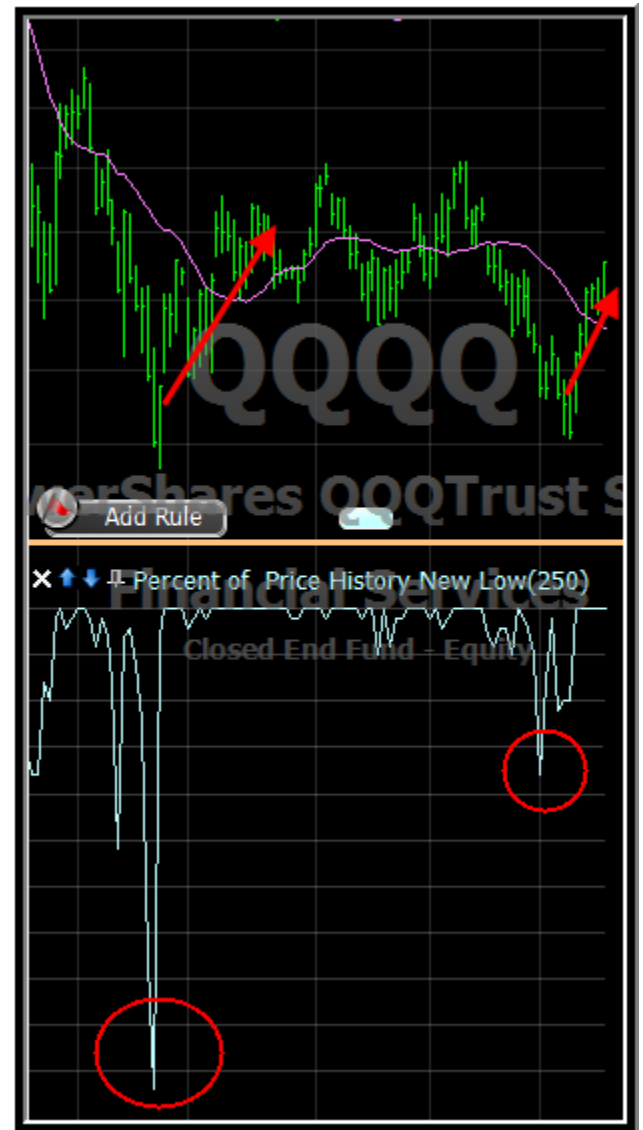 QQQQ
werShares QQQTrust S
Add Rule
Percent of Price History New Low(250)
Financial Services
Closed End Fund - Equity